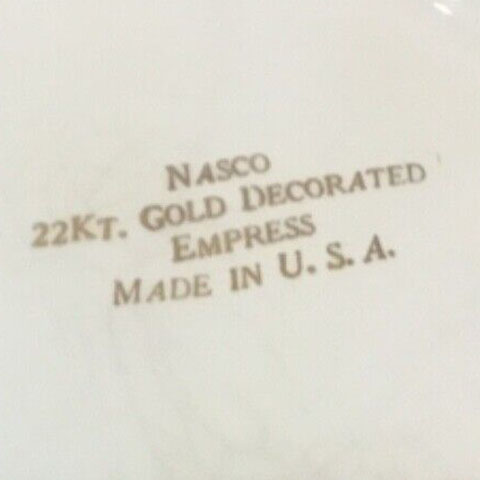 NASCO
22KT. GOLD DECORATED
EMPRESS
MADE IN U. S. A.